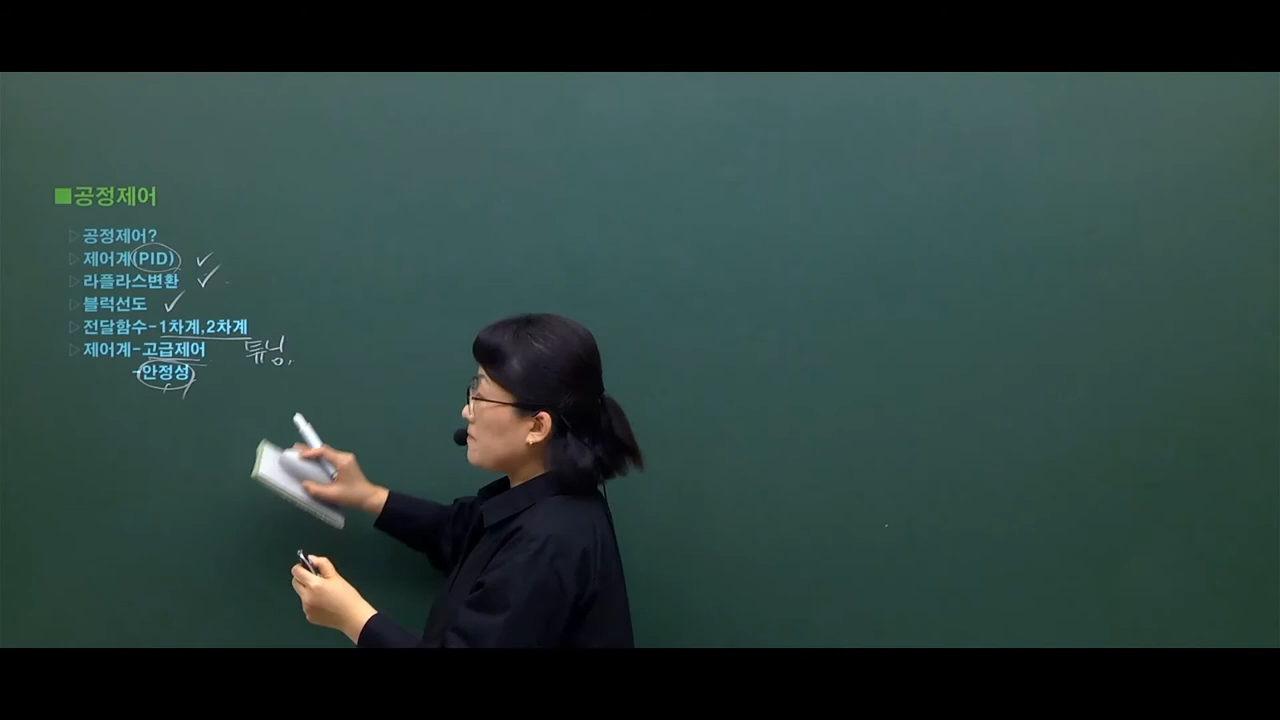 ■공정제어
▷공정제어?
▷제어계(PID)
▷라플라스변환
▷블럭선도
▷전달함수-1차계,2차계
▷제어계-고급제어 튜닝,
-안정성